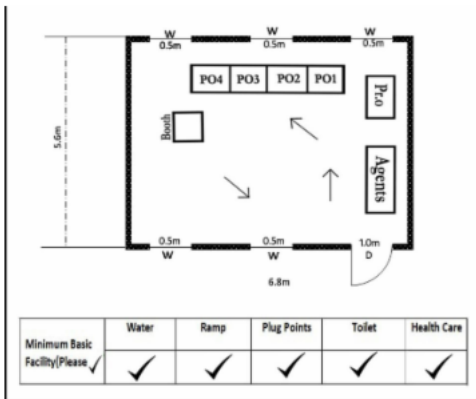 W W W
0.5m 0.5m 0.5m
PO4 PO3 PO2 PO1
Pr.o
Booth
5.6m
Agents
0.5m 0.5m 1.0m
W W D
6.8m
Water Ramp Plug Points Toilet Health Care
Minimum Basic
Facility(Please ✓ ✓ ✓ ✓ ✓ ✓